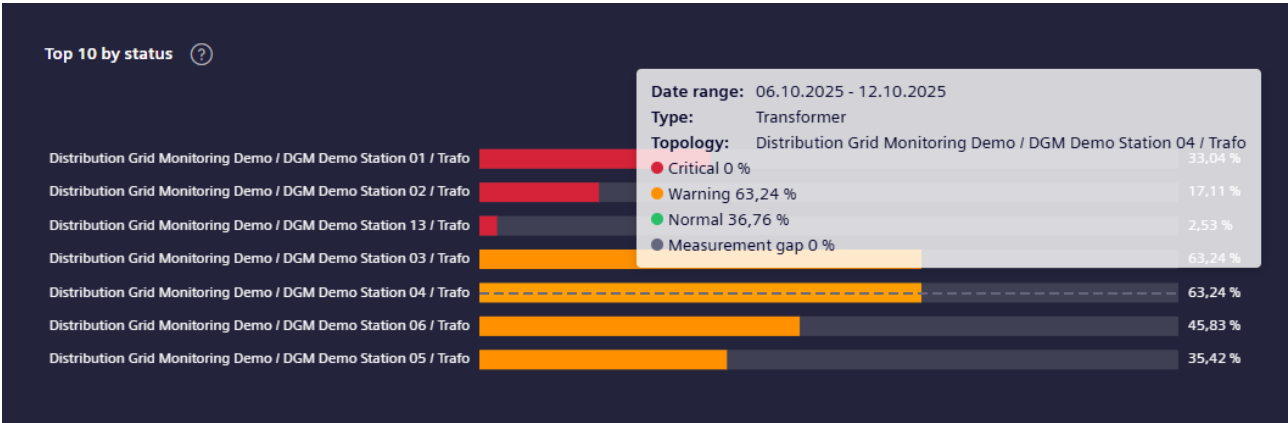 Top 10 by status ?
Date range: 06.10.2025 - 12.10.2025
Type: Transformer
Topology: Distribution Grid Monitoring Demo / DGM Demo Station 04 / Trafo
Critical 0 %
Warning 63,24 %
Normal 36,76 %
Measurement gap 0 %
Distribution Grid Monitoring Demo / DGM Demo Station 01 / Trafo 33,04 %
Distribution Grid Monitoring Demo / DGM Demo Station 02 / Trafo 17,11 %
Distribution Grid Monitoring Demo / DGM Demo Station 13 / Trafo 2,53 %
Distribution Grid Monitoring Demo / DGM Demo Station 03 / Trafo 63,24 %
Distribution Grid Monitoring Demo / DGM Demo Station 04 / Trafo 63,24 %
Distribution Grid Monitoring Demo / DGM Demo Station 06 / Trafo 45,83 %
Distribution Grid Monitoring Demo / DGM Demo Station 05 / Trafo 35,42 %